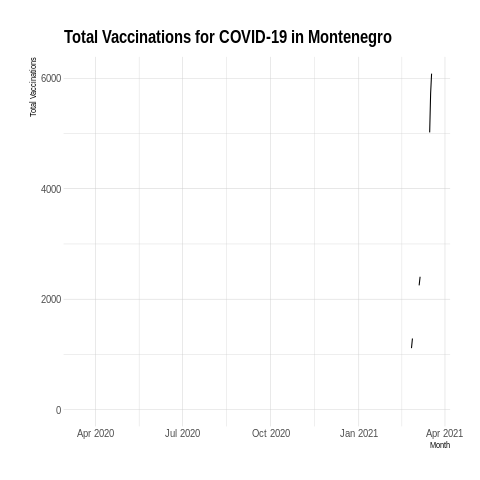 Total Vaccinations for COVID-19 in Montenegro
Total Vaccinations
6000
4000
2000
0
Apr 2020 Jul 2020 Oct 2020 Jan 2021 Apr 2021
Month